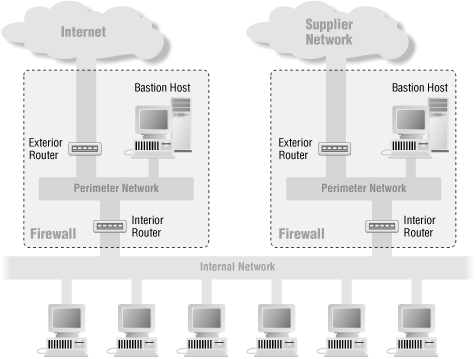 Internet
Supplier
Network
Bastion Host
Bastion Host
Exterior
Router
Exterior
Router
Perimeter Network
Perimeter Network
Firewall
Interior
Router
Firewall
Interior
Router
Internal Network